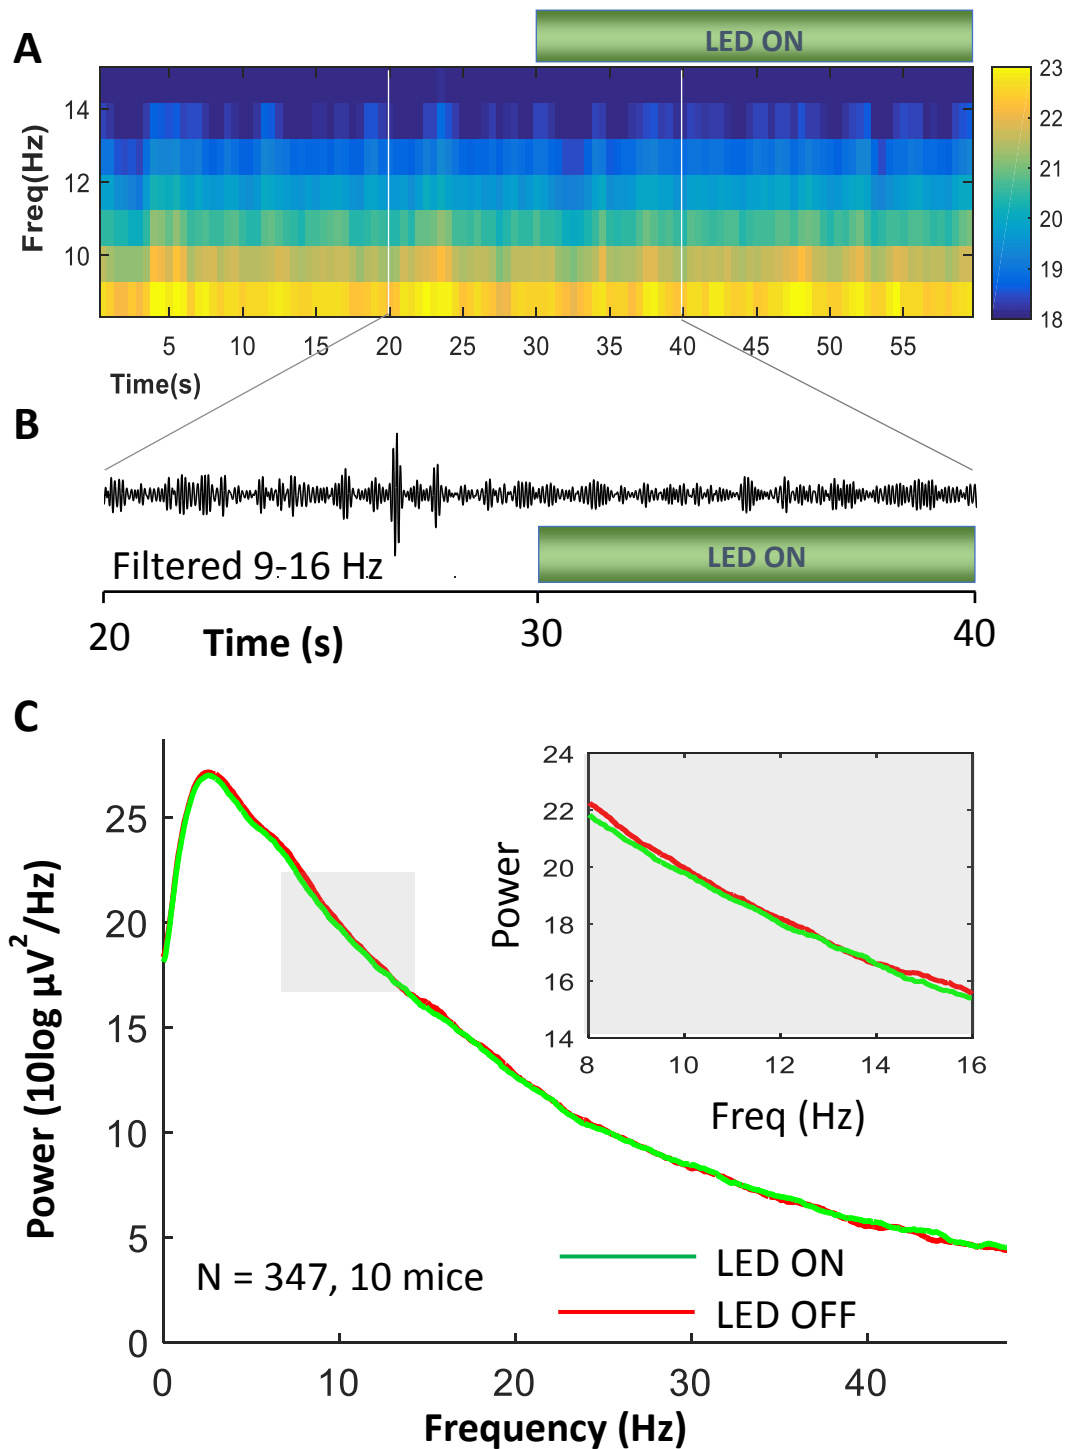 A
LED ON
Freq(Hz)
14
12
10
23
22
21
20
19
18
5 10 15 20 25 30 35 40 45 50 55
Time(s)
B
Filtered 9-16 Hz
LED ON
20 30 40
Time (s)
C
Power (10log µV²/Hz)
25
20
15
10
5
0
Power
24
22
20
18
16
14
8 10 12 14 16
Freq (Hz)
N = 347, 10 mice
LED ON
LED OFF
0 10 20 30 40
Frequency (Hz)